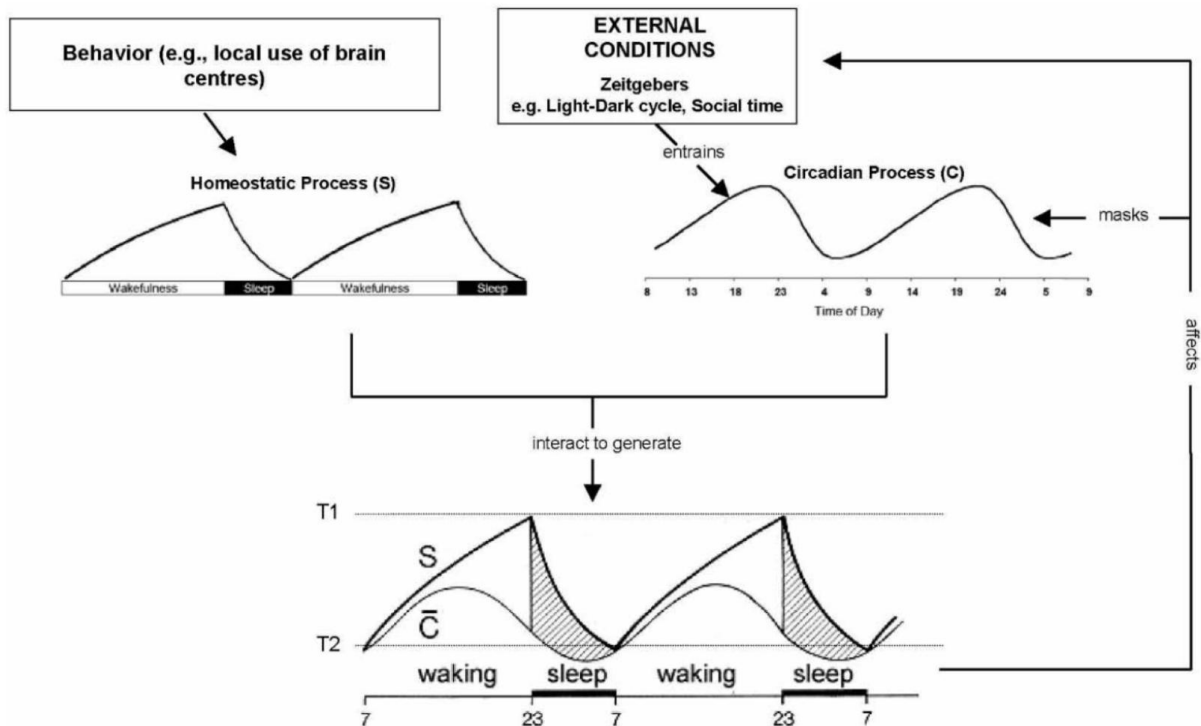 Behavior (e.g., local use of brain
centres)
EXTERNAL
CONDITIONS
Zeitgebers
e.g. Light-Dark cycle, Social time
entrains
Homeostatic Process (S)
Circadian Process (C)
masks
Wakefulness Sleep Wakefulness Sleep
8 13 18 23 4 9 14 19 24 5 9
Time of Day
affects
interact to generate
T1
S
C̅
T2
waking sleep waking sleep
7 23 7 23 7